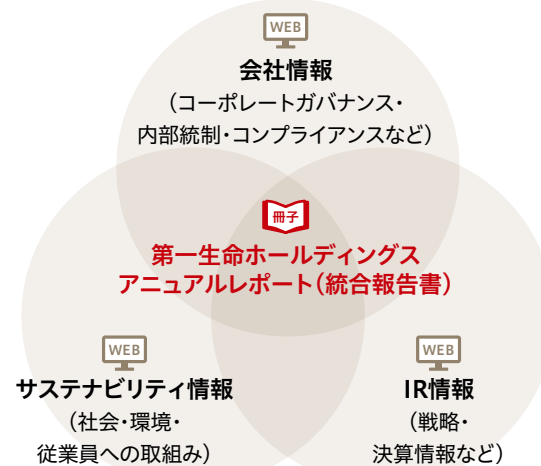 WEB
会社情報
（コーポレートガバナンス・
内部統制・コンプライアンスなど）
冊子
第一生命ホールディングス
アニュアルレポート（統合報告書）
WEB
サステナビリティ情報
（社会・環境・
従業員への取組み）
WEB
IR情報
（戦略・
決算情報など）